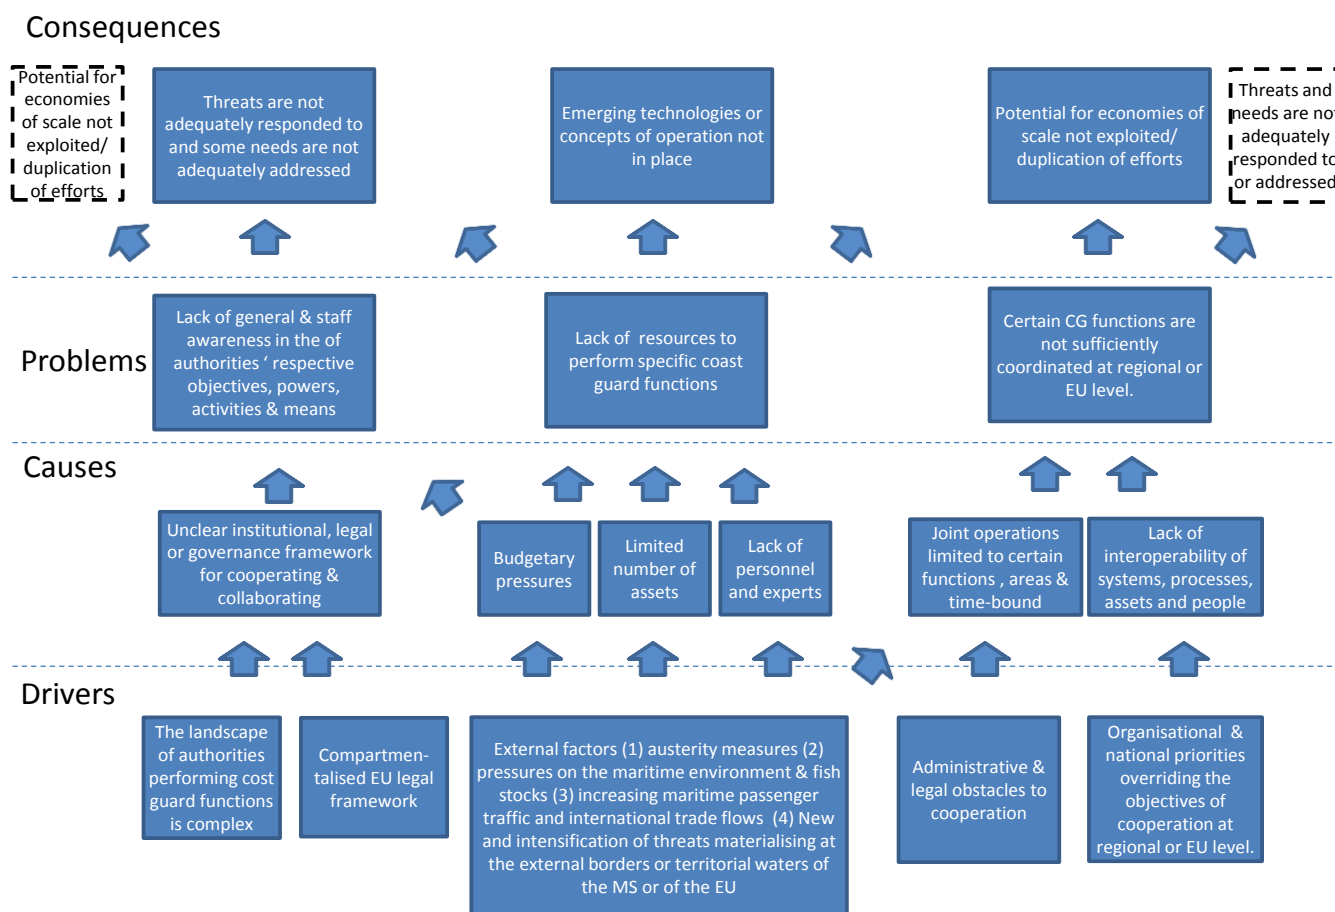 Consequences
Potential for
economies
of scale not
exploited/
duplication
of efforts
Threats are not
adequately responded to
and some needs are not
adequately addressed
Emerging technologies or
concepts of operation not
in place
Potential for economies of
scale not exploited/
duplication of efforts
Threats and
needs are not
adequately
responded to
or addressed
Problems
Lack of general & staff
awareness in the of
authorities ‘ respective
objectives, powers,
activities & means
Lack of  resources to
perform specific coast
guard functions
Certain CG functions are
not sufficiently
coordinated at regional or
EU level.
Causes
Unclear institutional, legal
or governance framework
for cooperating &
collaborating
Budgetary
pressures
Limited
number of
assets
Lack of
personnel
and experts
Joint operations
limited to certain
functions , areas &
time-bound
Lack of
interoperability of
systems, processes,
assets and people
Drivers
The landscape
of authorities
performing cost
guard functions
is complex
Compartmen-
talised EU legal
framework
External factors (1) austerity measures (2)
pressures on the maritime environment & fish
stocks (3) increasing maritime passenger
traffic and international trade flows  (4) New
and intensification of threats materialising at
the external borders or territorial waters of
the MS or of the EU
Administrative &
legal obstacles to
cooperation
Organisational  &
national priorities
overriding the
objectives of
cooperation at
regional or EU level.